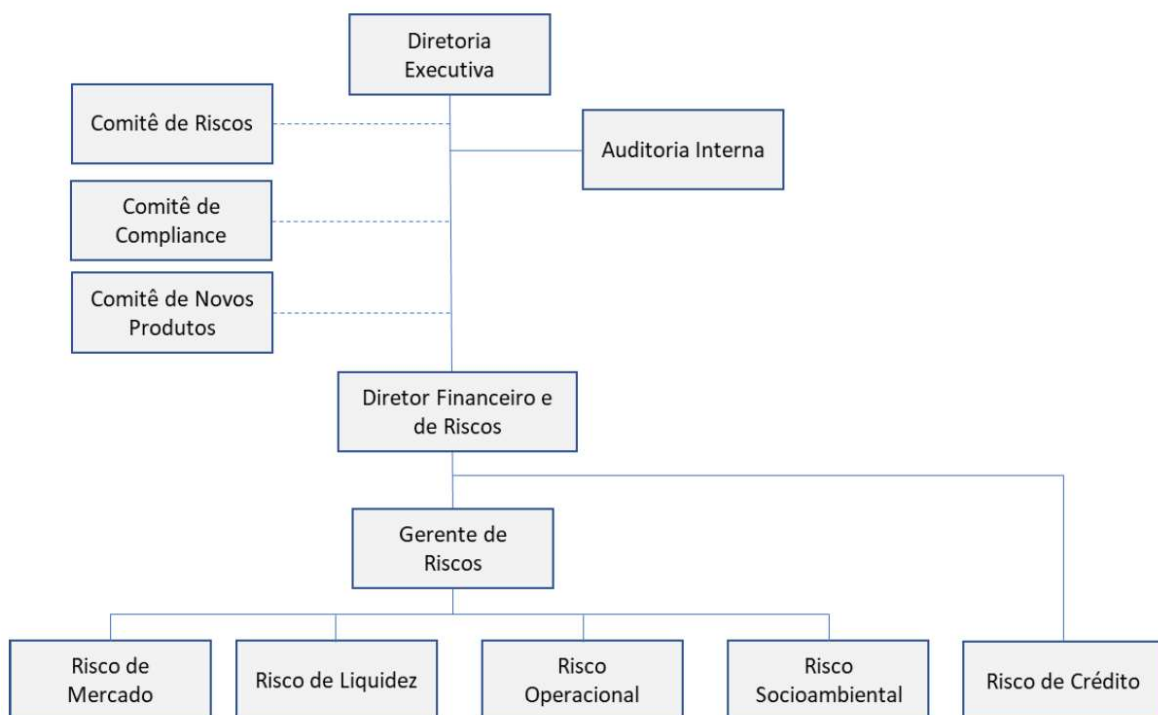 Diretoria
Executiva
Comitê de Riscos
Auditoria Interna
Comitê de
Compliance
Comitê de Novos
Produtos
Diretor Financeiro e
de Riscos
Gerente de
Riscos
Risco de
Mercado
Risco de Liquidez
Risco
Operacional
Risco
Socioambiental
Risco de Crédito